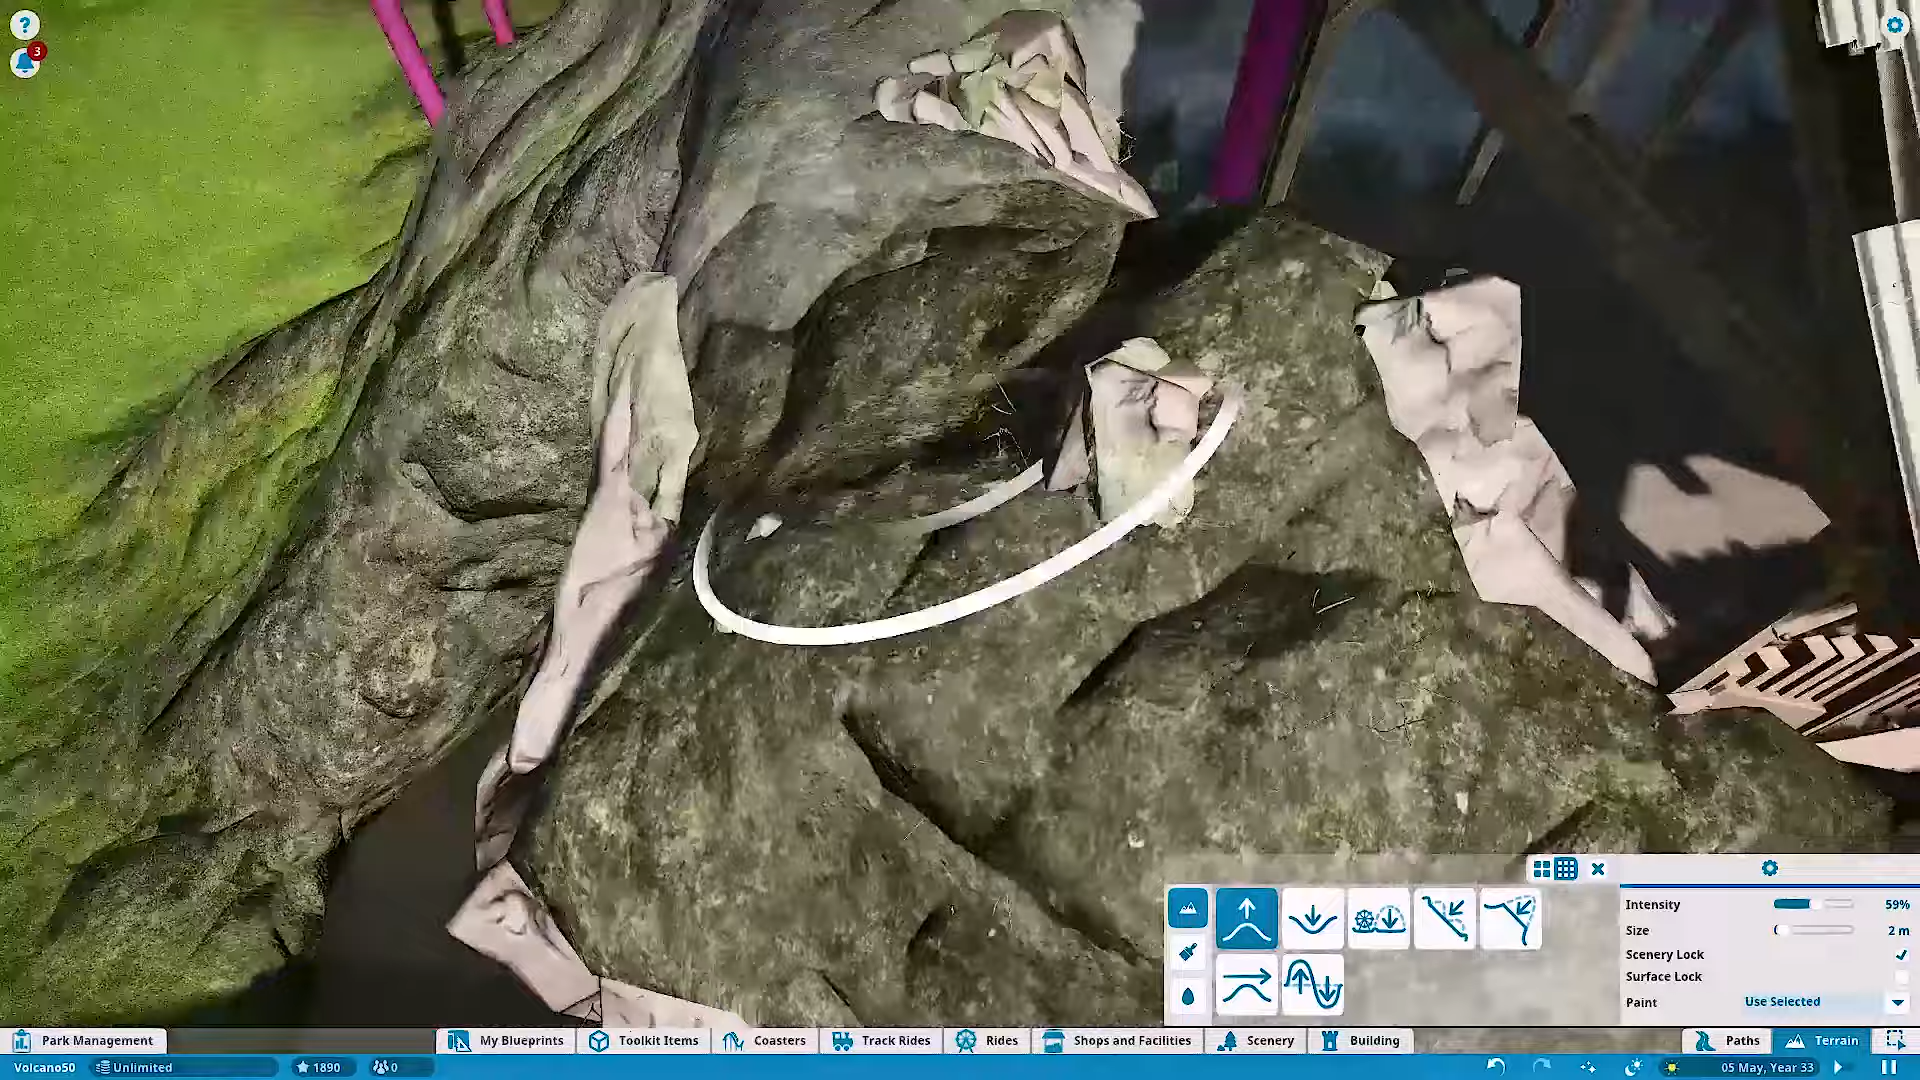 ?
3
Intensity 59%
Size 2 m
Scenery Lock
Surface Lock
Paint Use Selected
Park Management
My Blueprints
Toolkit Items
Coasters
Track Rides
Rides
Shops and Facilities
Scenery
Building
Paths
Terrain
Volcano50
Unlimited
1890
0
05 May, Year 33